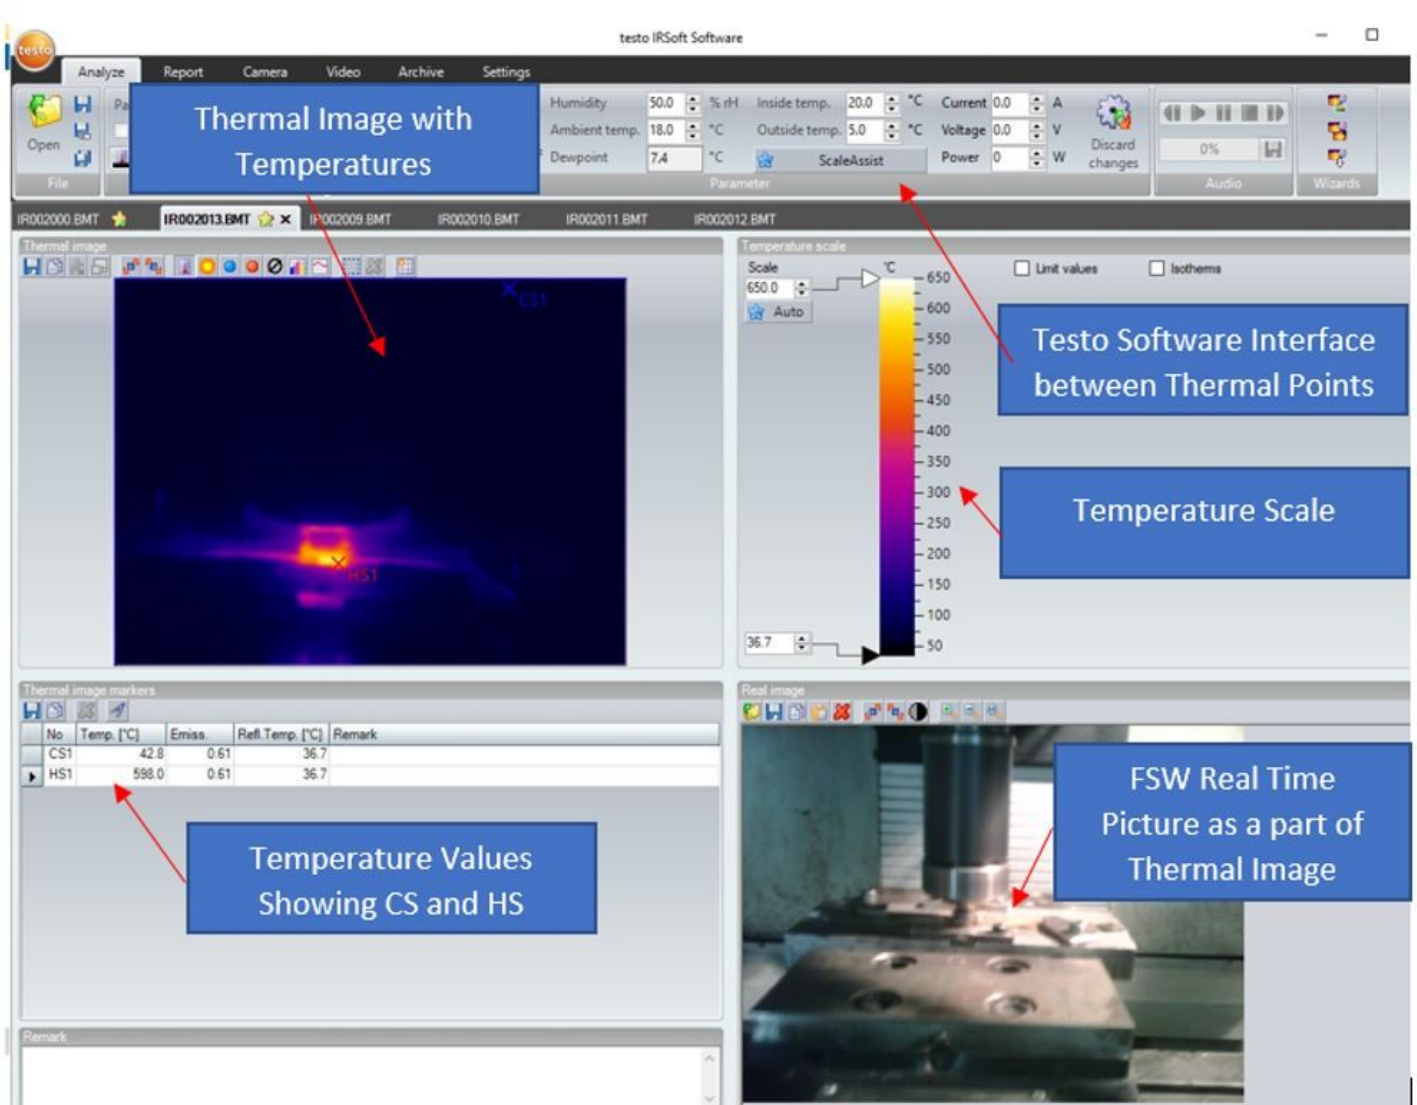 testo IRSoft Software
testo
Analyze Report Camera Video Archive Settings
Thermal Image with
Temperatures
Open
File
Humidity 50.0 % rH Inside temp. 20.0 °C Current 0.0 A
Ambient temp. 18.0 °C Outside temp. 5.0 °C Voltage 0.0 V
Dewpoint 7.4 °C ScaleAssist Power 0 W
Discard
changes
0%
Parameter Audio Wizards
IR002000.BMT IR002013.BMT IR002009.BMT IR002010.BMT IR002011.BMT IR002012.BMT
Thermal image
CS1
HS1
Temperature scale
Scale °C
650.0
Auto
Limit values Isotherms
650
600
550
500
450
400
350
300
250
200
150
100
50
36.7
Testo Software Interface
between Thermal Points
Temperature Scale
Thermal image markers
No Temp. [°C] Emiss. Refl.Temp. [°C] Remark
CS1 42.8 0.61 36.7
HS1 598.0 0.61 36.7
Temperature Values
Showing CS and HS
Real image
FSW Real Time
Picture as a part of
Thermal Image
Remark